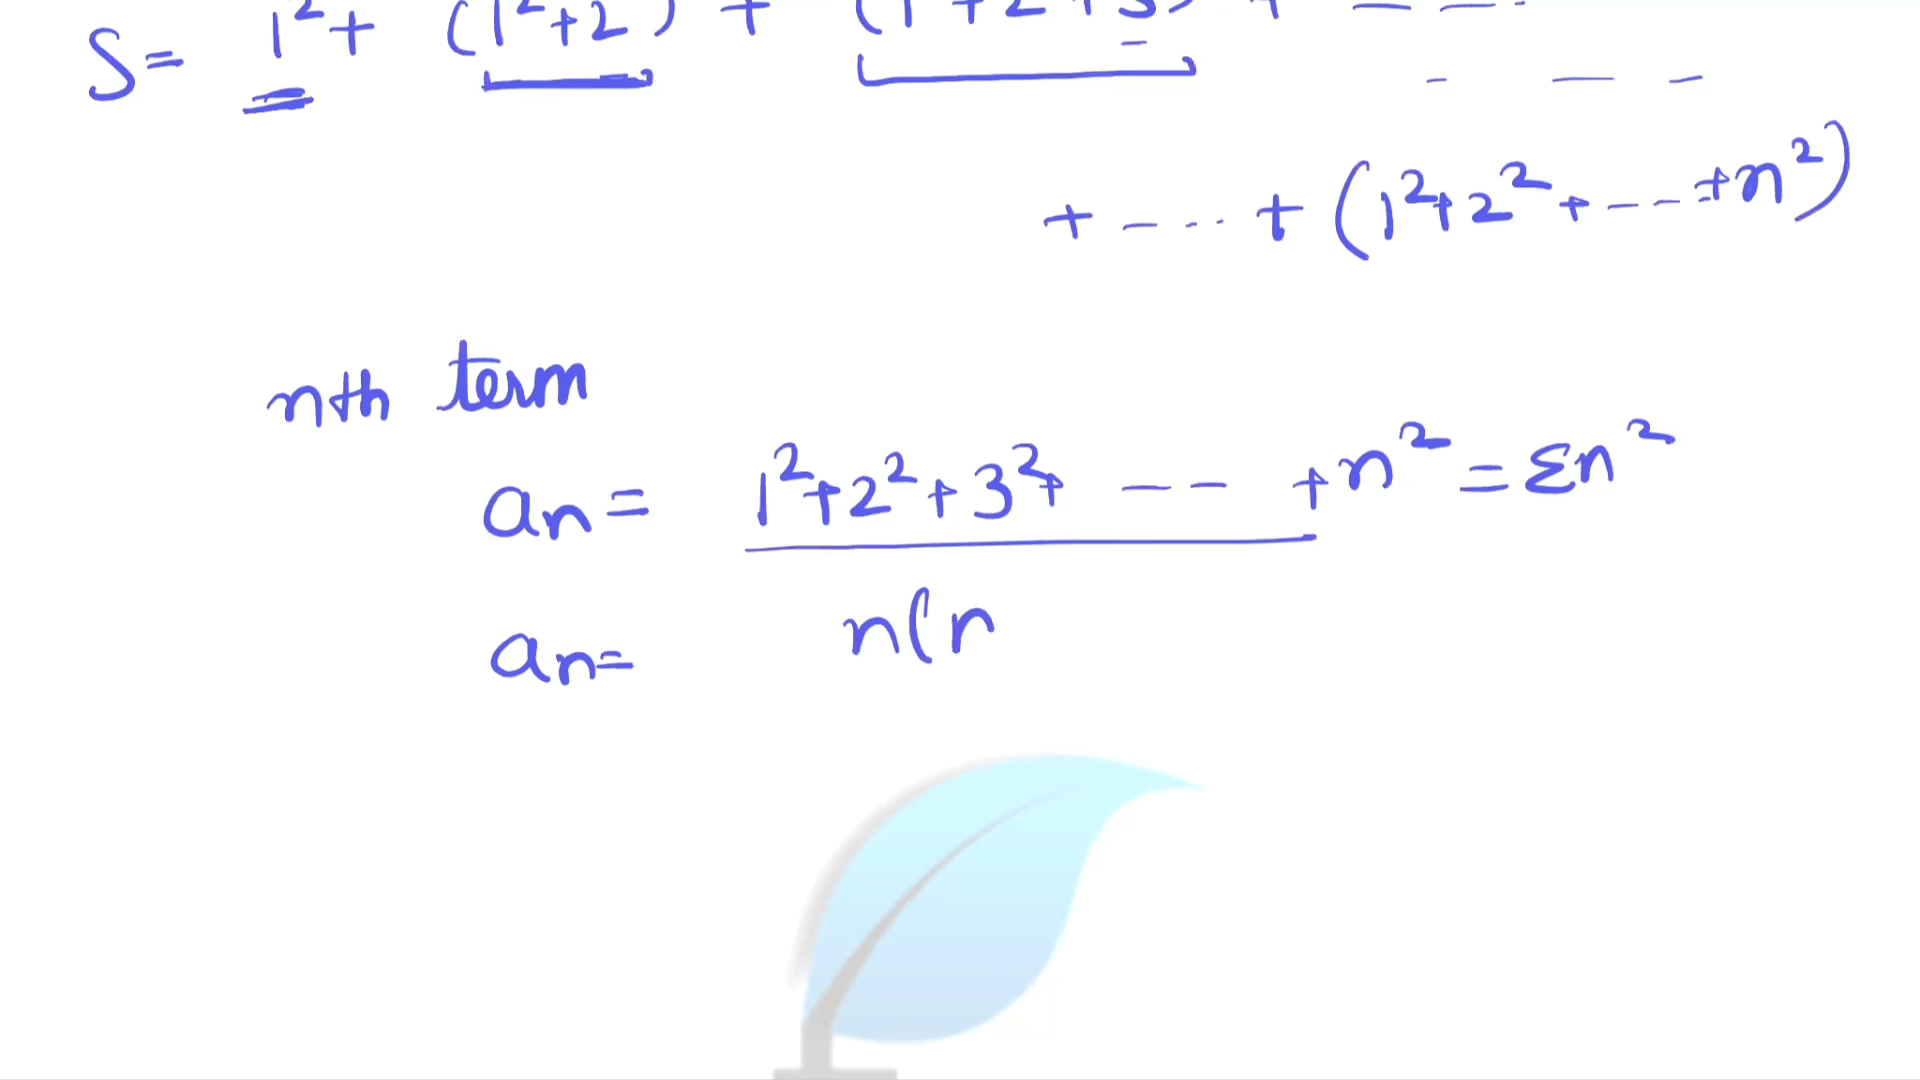 S= 1²+ (1²+2²) + (1²+2²+3²) + – – -
- – –
+ – - - · + (1²+2²+ – – - +n²)
nth term
an= 1²+2²+3²+ – – +n² = Σn²
an= n(n